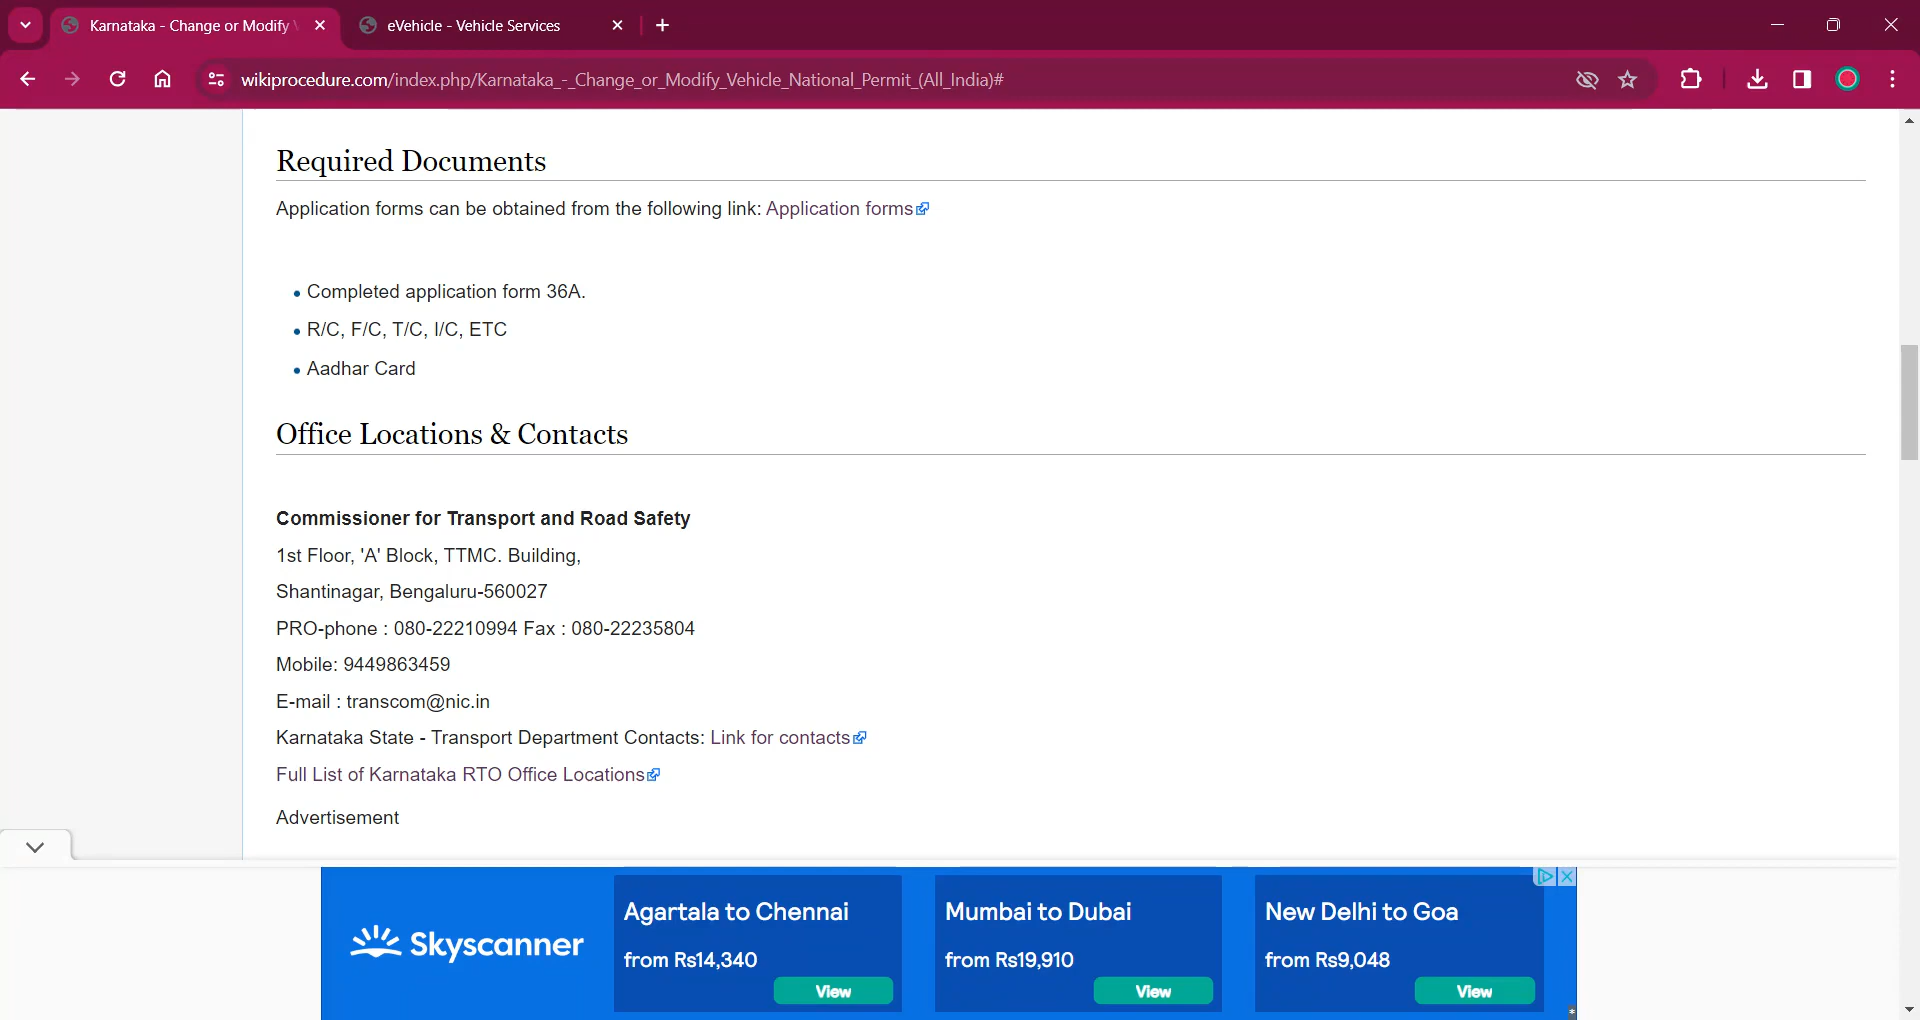 Karnataka - Change or Modify V
eVehicle - Vehicle Services
wikiprocedure.com/index.php/Karnataka_-_Change_or_Modify_Vehicle_National_Permit_(All_India)#
Required Documents
Application forms can be obtained from the following link: Application forms
Completed application form 36A.
R/C, F/C, T/C, I/C, ETC
Aadhar Card
Office Locations & Contacts
Commissioner for Transport and Road Safety
1st Floor, 'A' Block, TTMC. Building,
Shantinagar, Bengaluru-560027
PRO-phone : 080-22210994 Fax : 080-22235804
Mobile: 9449863459
E-mail : transcom@nic.in
Karnataka State - Transport Department Contacts: Link for contacts
Full List of Karnataka RTO Office Locations
Advertisement
Skyscanner
Agartala to Chennai
from Rs14,340
View
Mumbai to Dubai
from Rs19,910
View
New Delhi to Goa
from Rs9,048
View